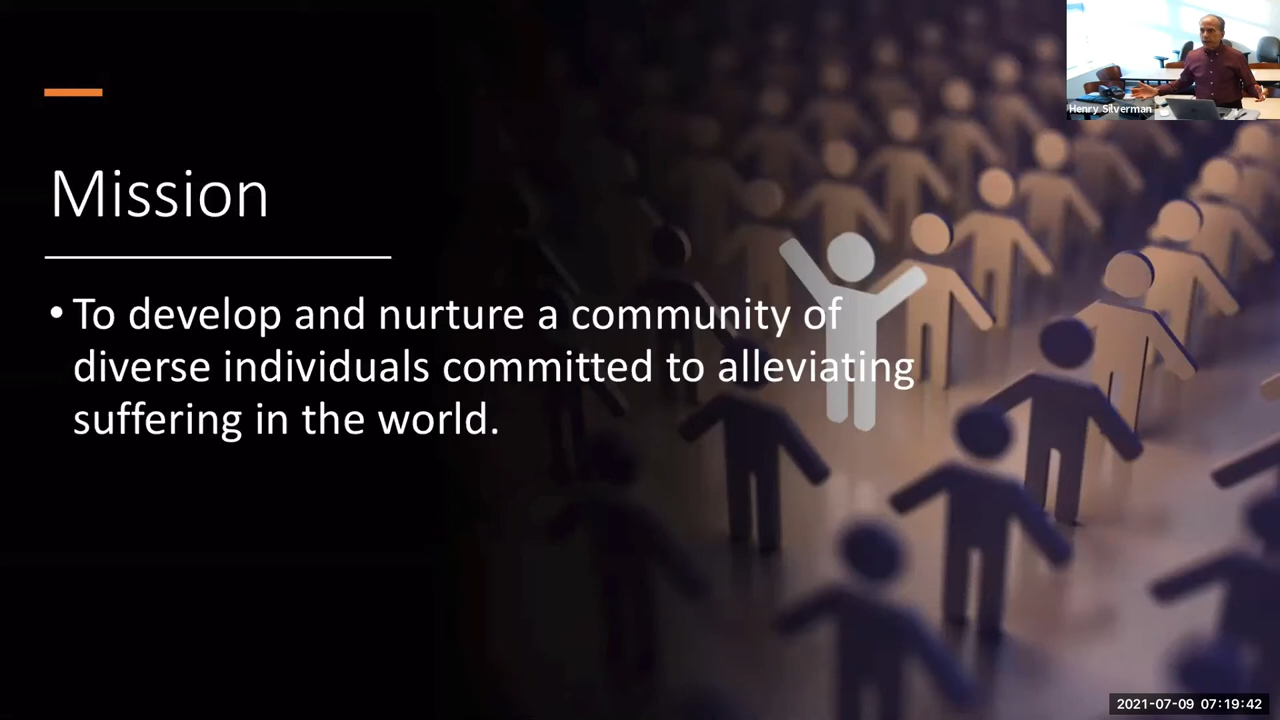 Henry Silverman
Mission
• To develop and nurture a community of
diverse individuals committed to alleviating
suffering in the world.
2021-07-09 07:19:42